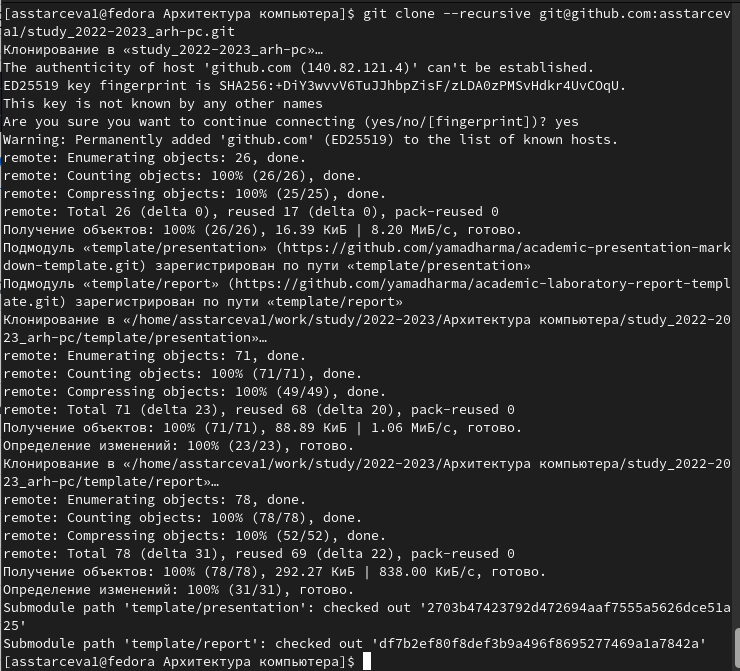 [asstarceva1@fedora Архитектура компьютера]$ git clone --recursive git@github.com:asstarcev
a1/study_2022-2023_arh-pc.git
Клонирование в «study_2022-2023_arh-pc»…
The authenticity of host 'github.com (140.82.121.4)' can't be established.
ED25519 key fingerprint is SHA256:+DiY3wvvV6TuJJhbpZisF/zLDA0zPMSvHdkr4UvCOqU.
This key is not known by any other names
Are you sure you want to continue connecting (yes/no/[fingerprint])? yes
Warning: Permanently added 'github.com' (ED25519) to the list of known hosts.
remote: Enumerating objects: 26, done.
remote: Counting objects: 100% (26/26), done.
remote: Compressing objects: 100% (25/25), done.
remote: Total 26 (delta 0), reused 17 (delta 0), pack-reused 0
Получение объектов: 100% (26/26), 16.39 КиБ | 8.20 МиБ/с, готово.
Подмодуль «template/presentation» (https://github.com/yamadharma/academic-presentation-mark
down-template.git) зарегистрирован по пути «template/presentation»
Подмодуль «template/report» (https://github.com/yamadharma/academic-laboratory-report-templ
ate.git) зарегистрирован по пути «template/report»
Клонирование в «/home/asstarceva1/work/study/2022-2023/Архитектура компьютера/study_2022-20
23_arh-pc/template/presentation»…
remote: Enumerating objects: 71, done.
remote: Counting objects: 100% (71/71), done.
remote: Compressing objects: 100% (49/49), done.
remote: Total 71 (delta 23), reused 68 (delta 20), pack-reused 0
Получение объектов: 100% (71/71), 88.89 КиБ | 1.06 МиБ/с, готово.
Определение изменений: 100% (23/23), готово.
Клонирование в «/home/asstarceva1/work/study/2022-2023/Архитектура компьютера/study_2022-20
23_arh-pc/template/report»…
remote: Enumerating objects: 78, done.
remote: Counting objects: 100% (78/78), done.
remote: Compressing objects: 100% (52/52), done.
remote: Total 78 (delta 31), reused 69 (delta 22), pack-reused 0
Получение объектов: 100% (78/78), 292.27 КиБ | 838.00 КиБ/с, готово.
Определение изменений: 100% (31/31), готово.
Submodule path 'template/presentation': checked out '2703b47423792d472694aaf7555a5626dce51a
25'
Submodule path 'template/report': checked out 'df7b2ef80f8def3b9a496f8695277469a1a7842a'
[asstarceva1@fedora Архитектура компьютера]$